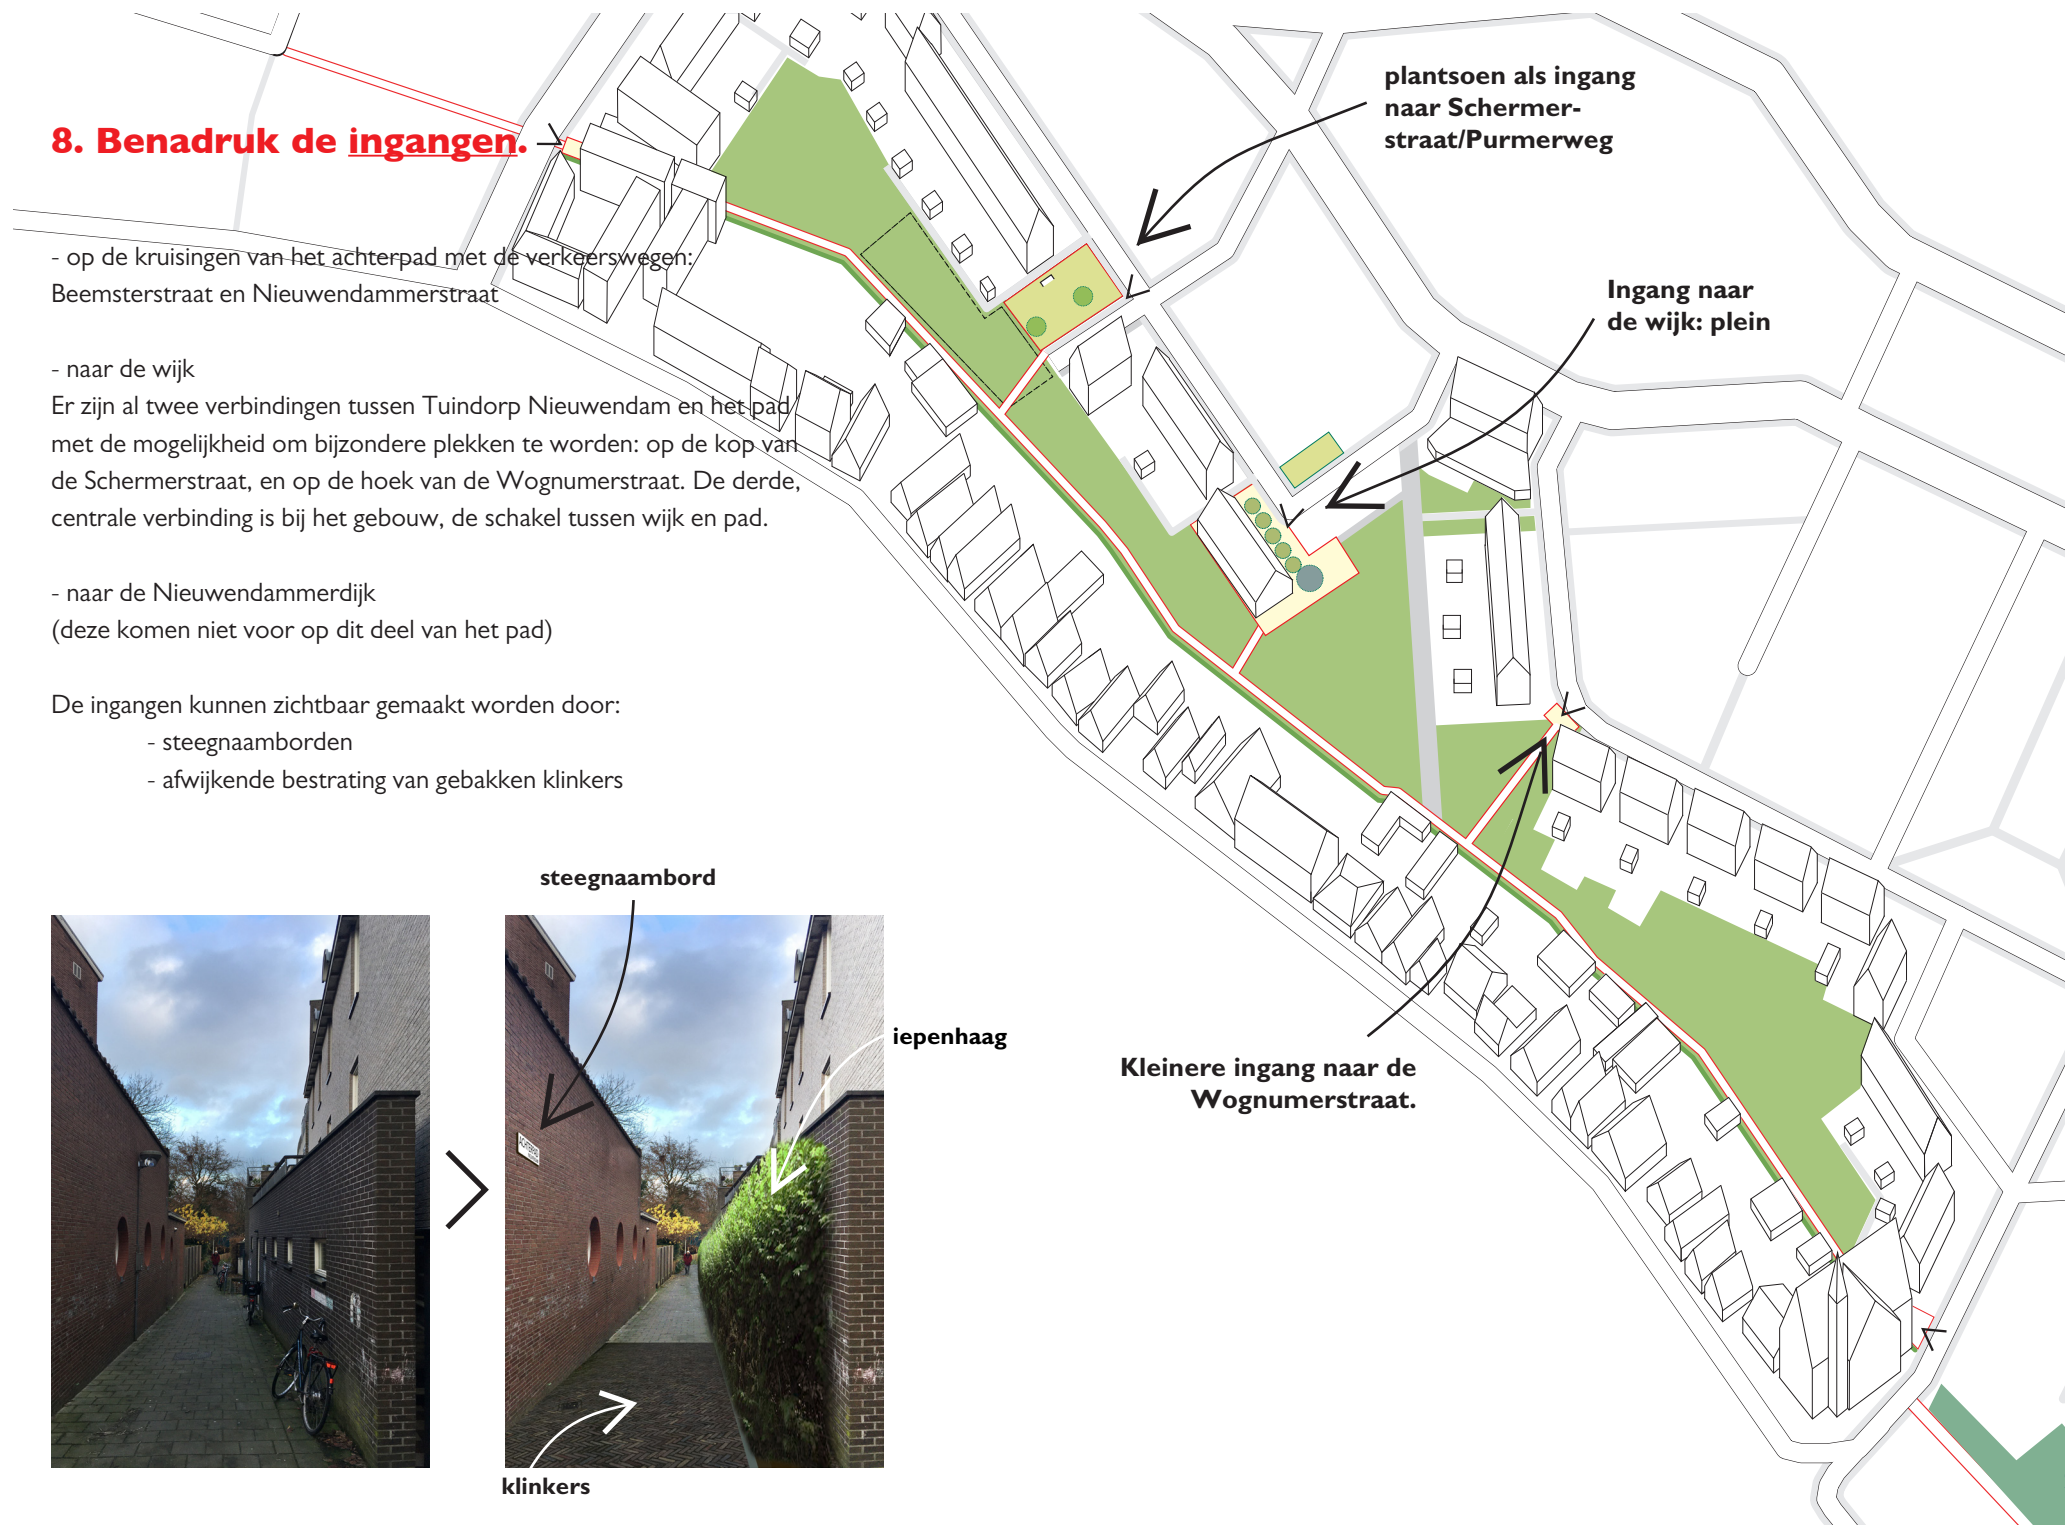 8. Benadruk de ingangen.
- op de kruisingen van het achterpad met de verkeerswegen:
Beemsterstraat en Nieuwendammerstraat
- naar de wijk
Er zijn al twee verbindingen tussen Tuindorp Nieuwendam en het pad
met de mogelijkheid om bijzondere plekken te worden: op de kop van
de Schermerstraat, en op de hoek van de Wognumerstraat. De derde,
centrale verbinding is bij het gebouw, de schakel tussen wijk en pad.
- naar de Nieuwendammerdijk
(deze komen niet voor op dit deel van het pad)
De ingangen kunnen zichtbaar gemaakt worden door:
- steegnaamborden
- afwijkende bestrating van gebakken klinkers
plantsoen als ingang
naar Schermer-
straat/Purmerweg
Ingang naar
de wijk: plein
Kleinere ingang naar de
Wognumerstraat.
steegnaambord
iepenhaag
klinkers